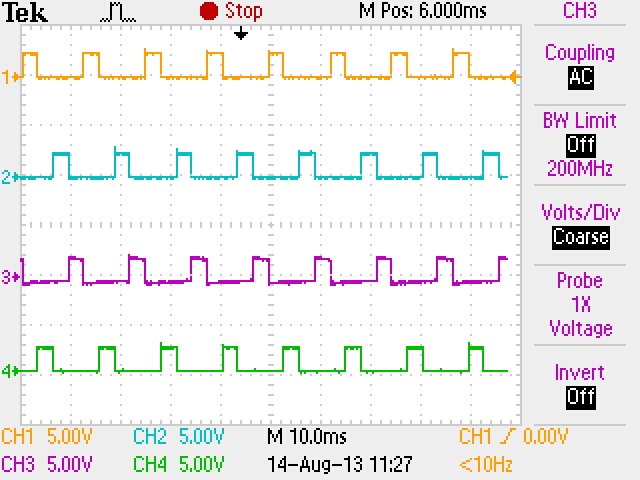 Tek Stop M Pos: 6.000ms CH3
Coupling
AC
BW Limit
Off
200MHz
Volts/Div
Coarse
Probe
1X
Voltage
Invert
Off
1
2
3
4
CH1 5.00V CH2 5.00V M 10.0ms CH1 0.00V
CH3 5.00V CH4 5.00V 14-Aug-13 11:27 <10Hz